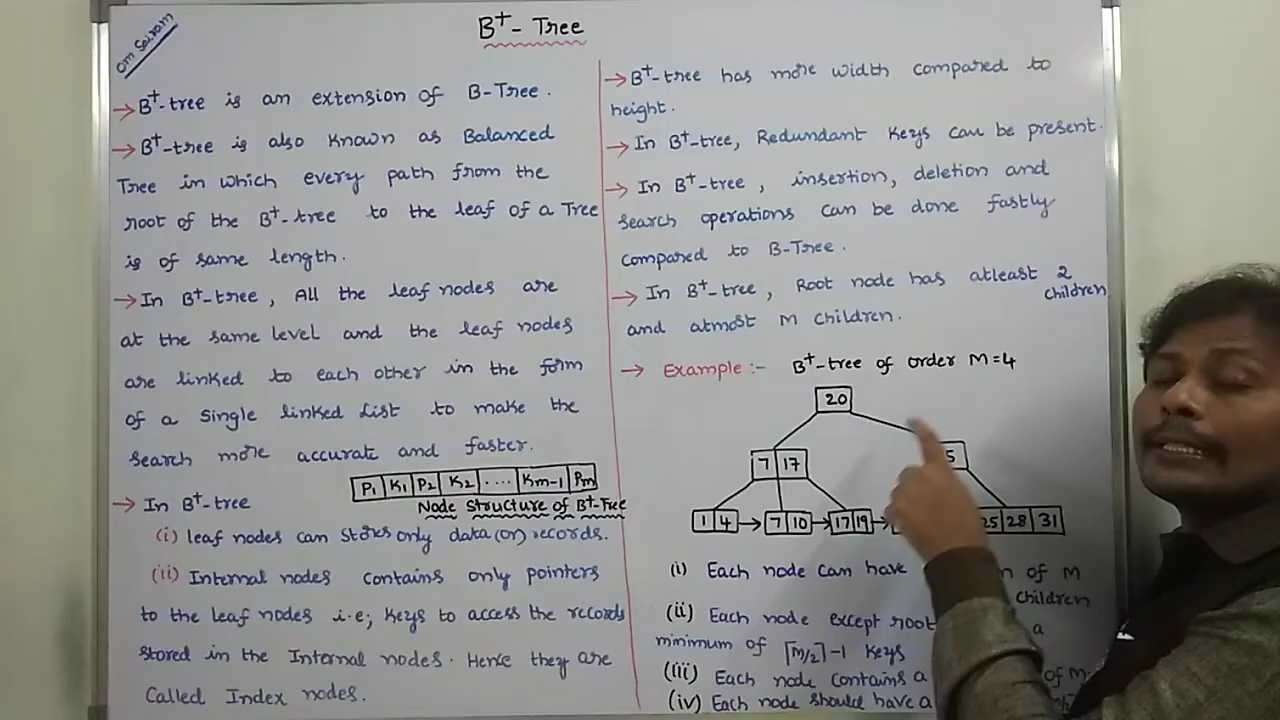 Om Sairam
B+- Tree
→ B+-tree is an extension of B-Tree.
→ B+-tree is also known as Balanced
Tree in which every path from the
root of the B+-tree to the leaf of a Tree
is of same length.
→ In B+-tree, All the leaf nodes are
at the same level and the leaf nodes
are linked to each other in the form
of a Single linked List to make the
search more accurate and faster.
P1 K1 P2 K2 .... Km-1 Pm
Node Structure of B+-Tree
→ In B+-tree
(i) leaf nodes can stores only data (or) records.
(ii) Internal nodes contains only pointers
to the leaf nodes i.e; Keys to access the records
stored in the Internal nodes. Hence they are
Called Index nodes.
→ B+-tree has more width compared to
height.
→ In B+-tree, Redundant Keys can be present.
→ In B+-tree, insertion, deletion and
search operations can be done fastly
compared to B-Tree.
→ In B+-tree, Root node has atleast 2
children
and atmost M children.
→ Example :- B+-tree of order M=4
20
7 17 5
1 4 → 7 10 → 17 19 → 25 28 31
(i) Each node can have of M
children
(ii) Each node except root a
minimum of ⌈M/2⌉-1 Keys
(iii) Each node contains a of M-
(iv) Each node should have a